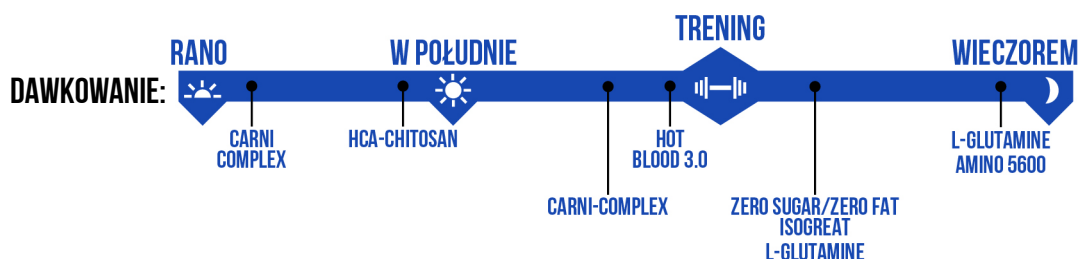 TRENING
RANO
W POŁUDNIE
WIECZOREM
DAWKOWANIE:
CARNI
COMPLEX
HCA-CHITOSAN
HOT
BLOOD 3.0
L-GLUTAMINE
AMINO 5600
CARNI-COMPLEX
ZERO SUGAR/ZERO FAT
ISOGREAT
L-GLUTAMINE